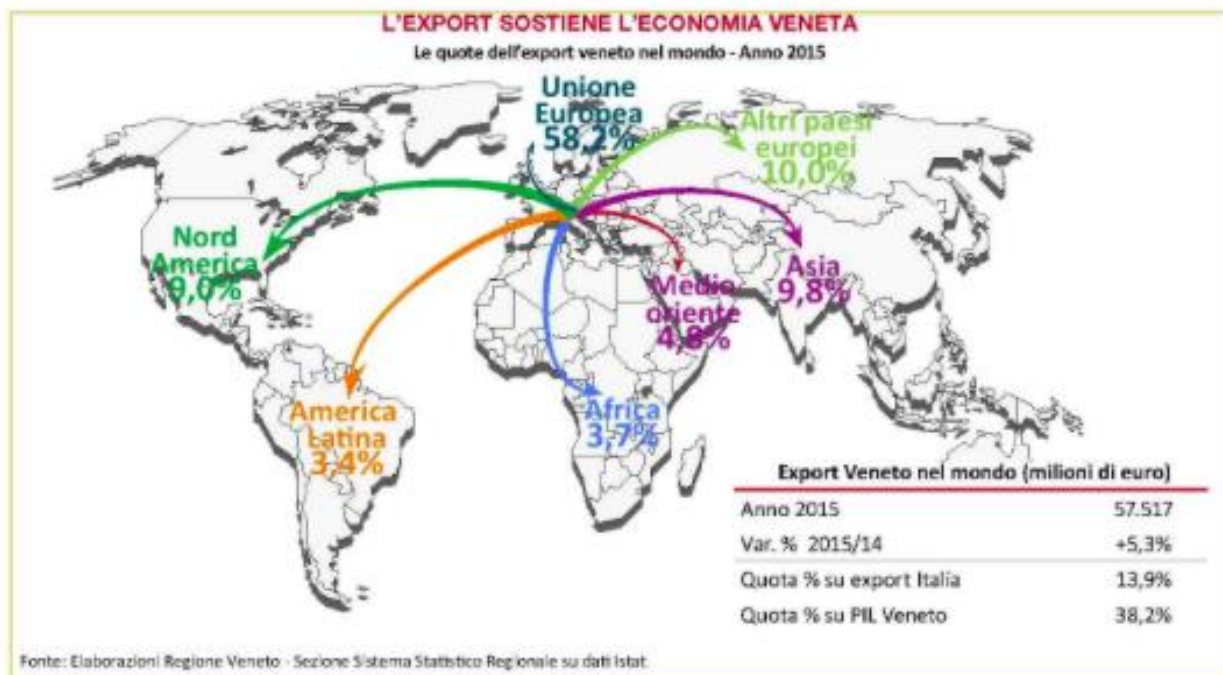 L'EXPORT SOSTIENE L'ECONOMIA VENETA
Le quote dell'export veneto nel mondo - Anno 2015
Unione
Europea
58,2%
Altri paesi
europei
10,0%
Nord
America
9,0%
Medio
oriente
4,8%
Asia
9,8%
America
Latina
3,4%
Africa
3,7%
Export Veneto nel mondo (milioni di euro)
Anno 2015 57.517
Var. % 2015/14 +5,3%
Quota % su export Italia 13,9%
Quota % su PIL Veneto 38,2%
Fonte: Elaborazioni Regione Veneto - Sezione Sistema Statistico Regionale su dati Istat